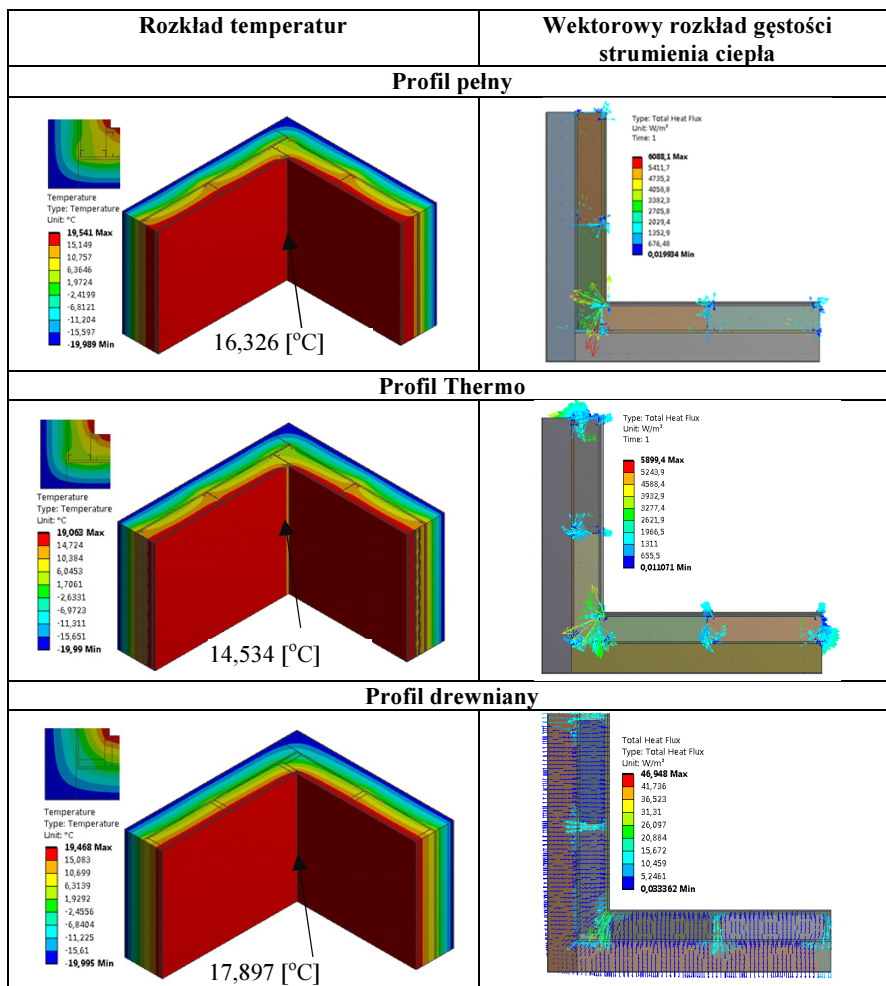 Rozkład temperatur
Wektorowy rozkład gęstości
strumienia ciepła
Profil pełny
Temperature
Type: Temperature
Unit: °C
19,541 Max
15,149
10,757
6,3646
1,9724
-2,4199
-6,8121
-11,204
-15,597
-19,989 Min
16,326 [°C]
Type: Total Heat Flux
Unit: W/m²
Time: 1
6088,1 Max
5411,7
4735,2
4058,8
3382,3
2705,8
2029,4
1352,9
676,48
0,019934 Min
Profil Thermo
Temperature
Type: Temperature
Unit: °C
19,063 Max
14,724
10,384
6,0453
1,7061
-2,6331
-6,9723
-11,311
-15,651
-19,99 Min
14,534 [°C]
Type: Total Heat Flux
Unit: W/m²
Time: 1
5899,4 Max
5243,9
4588,4
3932,9
3277,4
2621,9
1966,5
1311
655,5
0,011071 Min
Profil drewniany
Temperature
Type: Temperature
Unit: °C
19,468 Max
15,083
10,699
6,3139
1,9292
-2,4556
-6,8404
-11,225
-15,61
-19,995 Min
17,897 [°C]
Total Heat Flux
Type: Total Heat Flux
Unit: W/m²
46,948 Max
41,736
36,523
31,31
26,097
20,884
15,672
10,459
5,2461
0,033362 Min